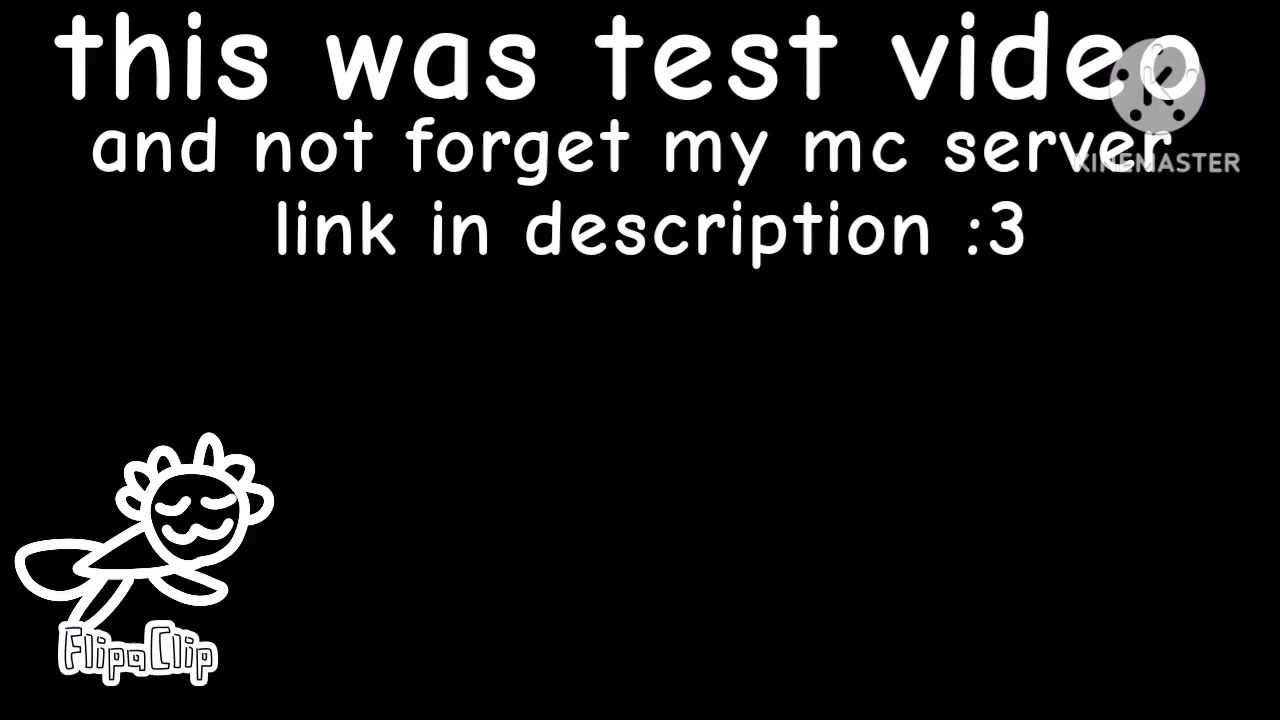 this was test video
and not forget my mc server
KINEMASTER
link in description :3
FlipaClip